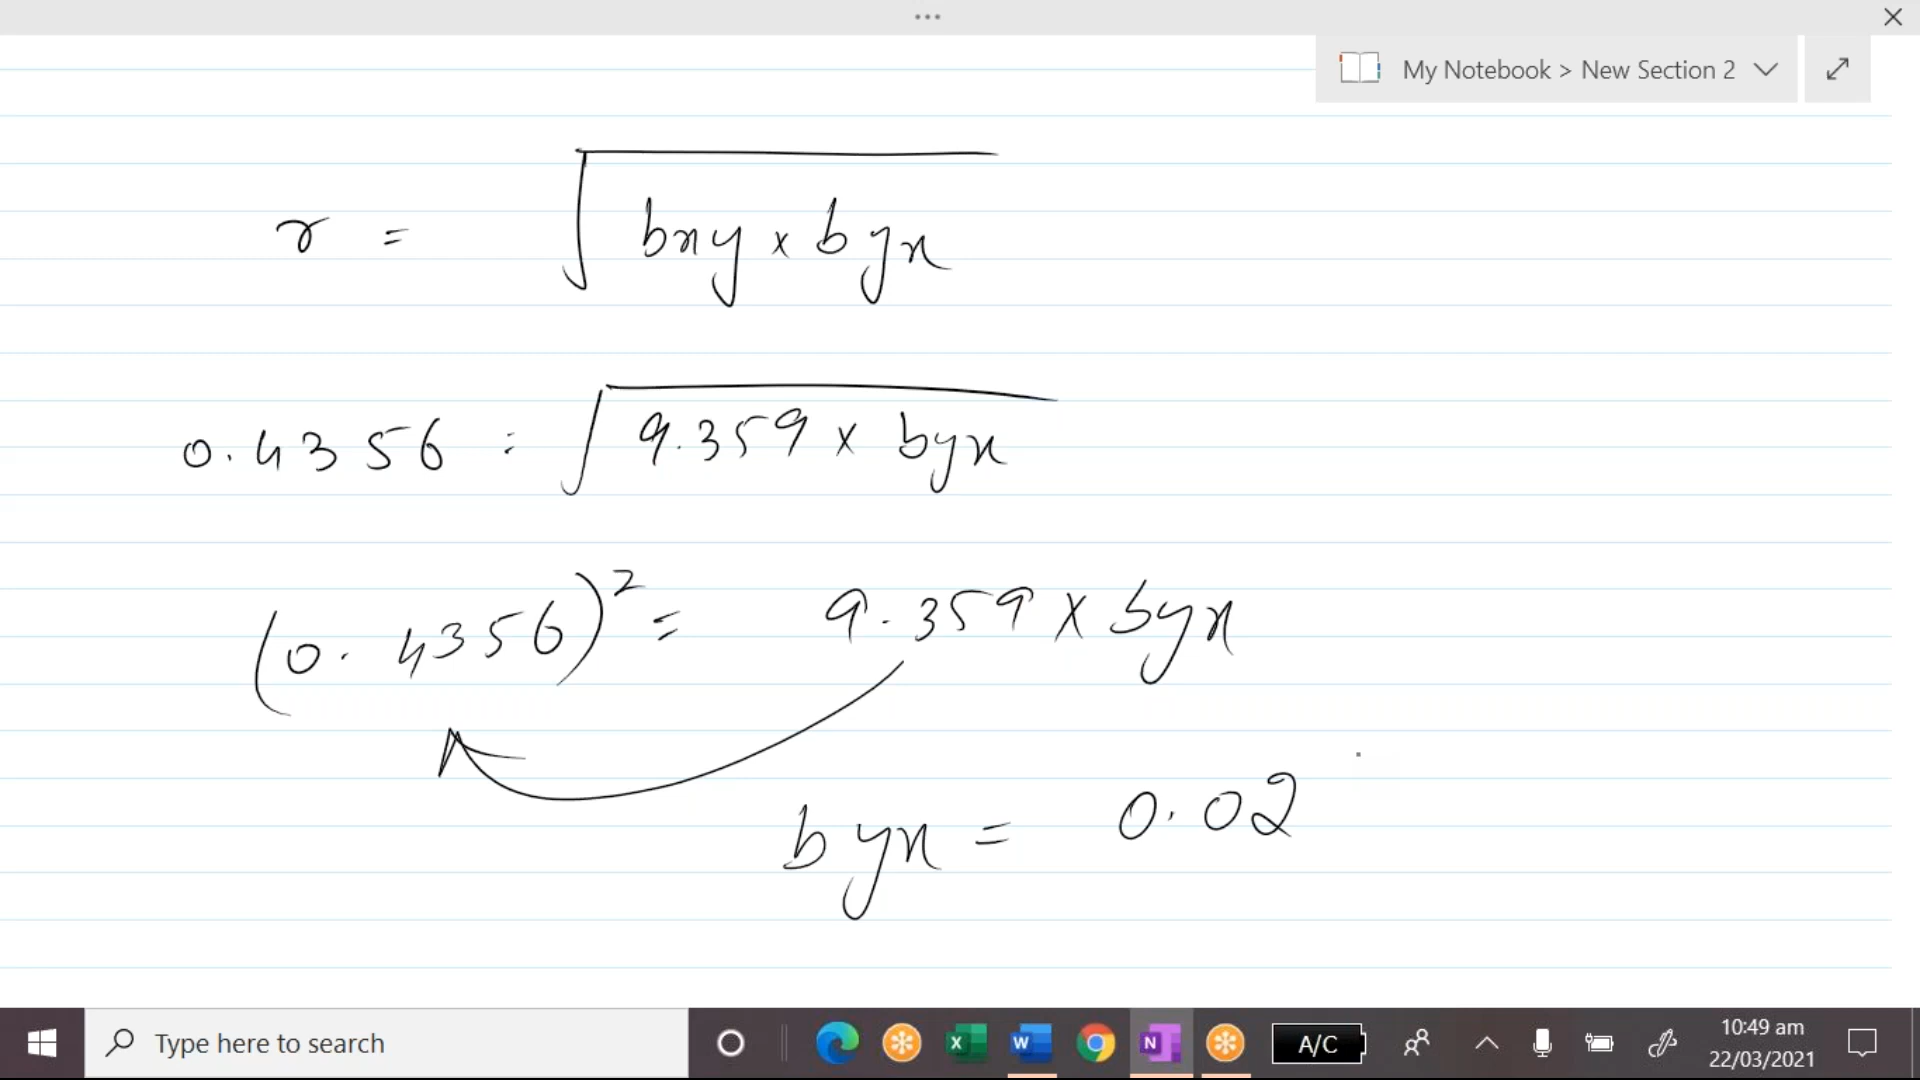 My Notebook > New Section 2
r = √bxy × byx
0.4356 = √9.359 × byx
(0.4356)² = 9.359 × byx
byx = 0.02
Type here to search
A/C
10:49 am
22/03/2021